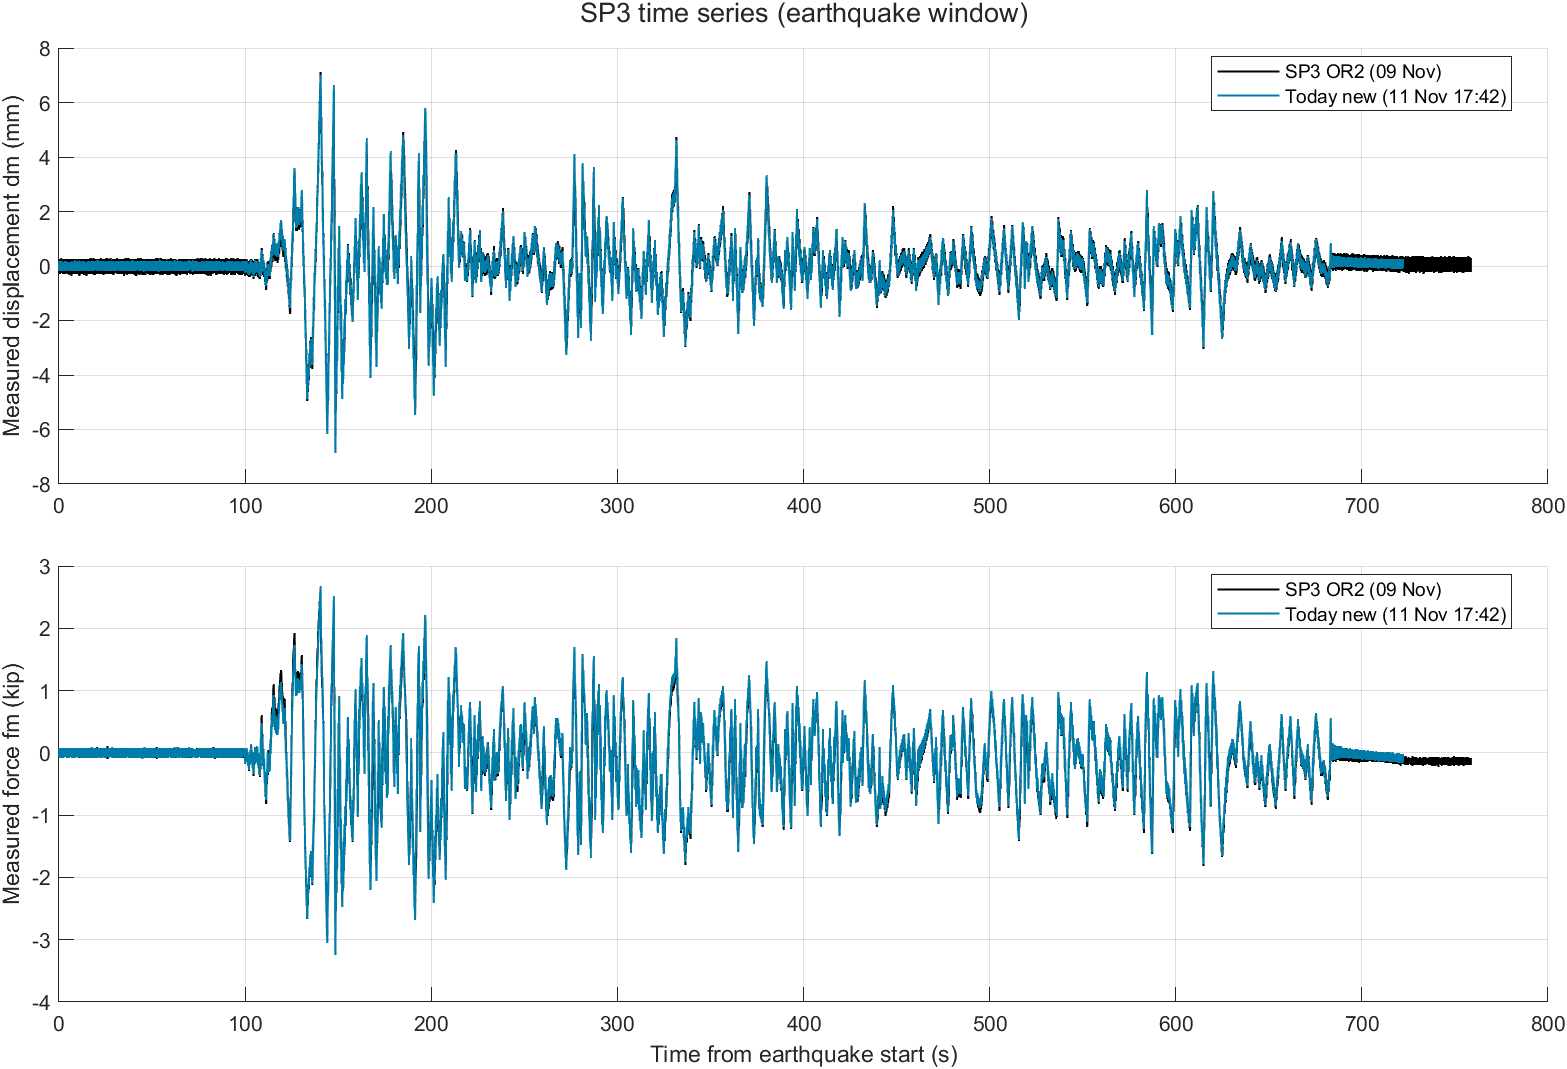 SP3 time series (earthquake window)
Measured displacement dm (mm)
8
6
4
2
0
-2
-4
-6
-8
SP3 OR2 (09 Nov)
Today new (11 Nov 17:42)
0 100 200 300 400 500 600 700 800
Measured force fm (kip)
3
2
1
0
-1
-2
-3
-4
SP3 OR2 (09 Nov)
Today new (11 Nov 17:42)
0 100 200 300 400 500 600 700 800
Time from earthquake start (s)